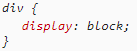 div {
    display: block;
}